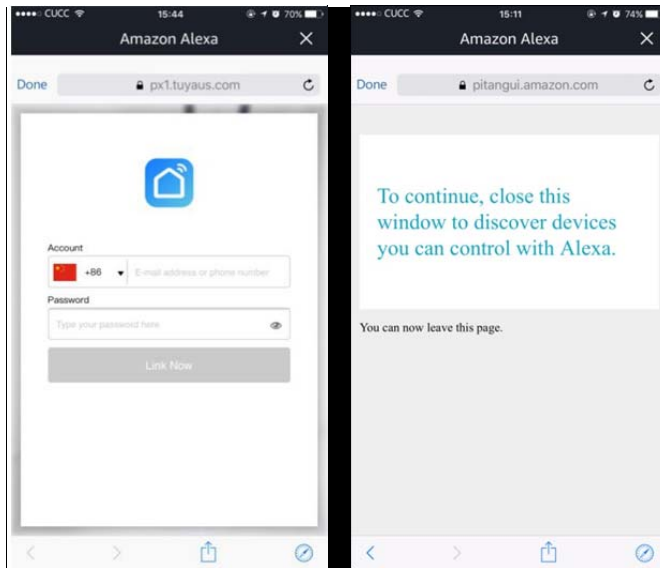 CUCC 15:44 70%
Amazon Alexa
Done px1.tuyaus.com
Account
+86 E-mail address or phone number
Password
Type your password here
Link Now
CUCC 15:11 74%
Amazon Alexa
Done pitangui.amazon.com
To continue, close this
window to discover devices
you can control with Alexa.
You can now leave this page.